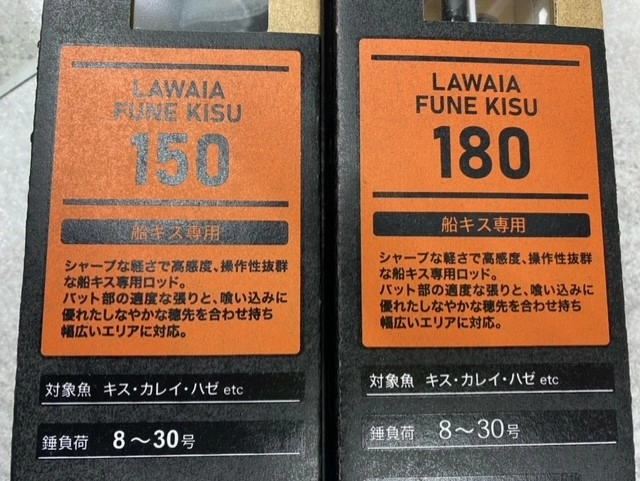 LAWAIA
FUNE KISU
150
船キス専用
シャープな軽さで高感度、操作性抜群
な船キス専用ロッド。
バット部の適度な張りと、喰い込みに
優れたしなやかな穂先を合わせ持ち
幅広いエリアに対応。
対象魚 キス・カレイ・ハゼ etc
錘負荷 8〜30号
LAWAIA
FUNE KISU
180
船キス専用
シャープな軽さで高感度、操作性抜群
な船キス専用ロッド。
バット部の適度な張りと、喰い込みに
優れたしなやかな穂先を合わせ持ち
幅広いエリアに対応。
対象魚 キス・カレイ・ハゼ etc
錘負荷 8〜30号